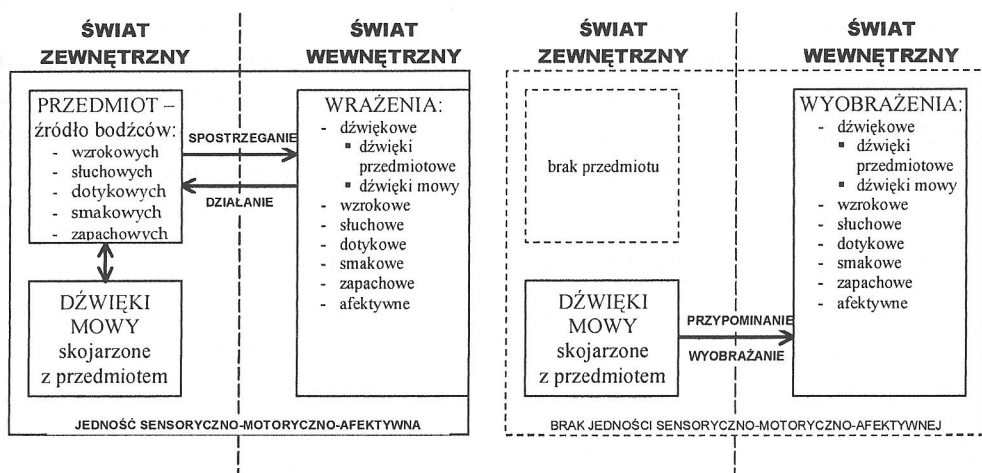 ŚWIAT
ZEWNĘTRZNY
ŚWIAT
WEWNĘTRZNY
PRZEDMIOT –
źródło bodźców:
- wzrokowych
- słuchowych
- dotykowych
- smakowych
- zapachowych
SPOSTRZEGANIE
DZIAŁANIE
WRAŻENIA:
- dźwiękowe
▪ dźwięki
przedmiotowe
▪ dźwięki mowy
- wzrokowe
- słuchowe
- dotykowe
- smakowe
- zapachowe
- afektywne
DŹWIĘKI
MOWY
skojarzone
z przedmiotem
JEDNOŚĆ SENSORYCZNO-MOTORYCZNO-AFEKTYWNA
ŚWIAT
ZEWNĘTRZNY
ŚWIAT
WEWNĘTRZNY
brak przedmiotu
WYOBRAŻENIA:
- dźwiękowe
▪ dźwięki
przedmiotowe
▪ dźwięki mowy
- wzrokowe
- słuchowe
- dotykowe
- smakowe
- zapachowe
- afektywne
DŹWIĘKI
MOWY
skojarzone
z przedmiotem
PRZYPOMINANIE
WYOBRAŻANIE
BRAK JEDNOŚCI SENSORYCZNO-MOTORYCZNO-AFEKTYWNEJ